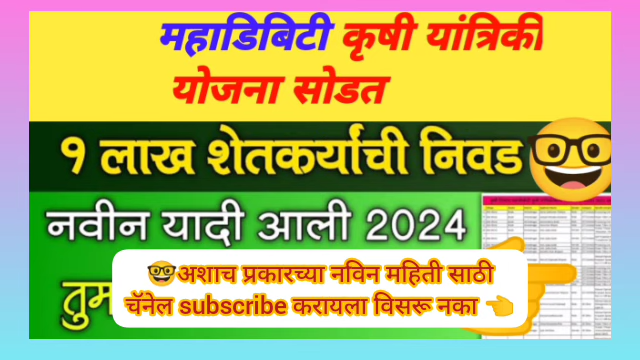 महाडिबिटी कृषी यांत्रिकी
योजना सोडत
१ लाख शेतकर्यांची निवड
नवीन यादी आली 2024
अशाच प्रकारच्या नविन महिती साठी
चॅनेल subscribe करायला विसरू नका